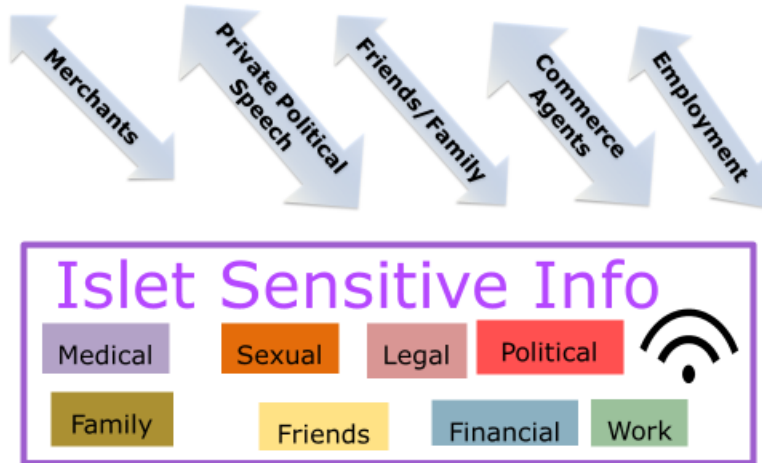 Merchants
Private Political
Speech
Friends/Family
Commerce
Agents
Employment
Islet Sensitive Info
Medical
Sexual
Legal
Political
Family
Friends
Financial
Work